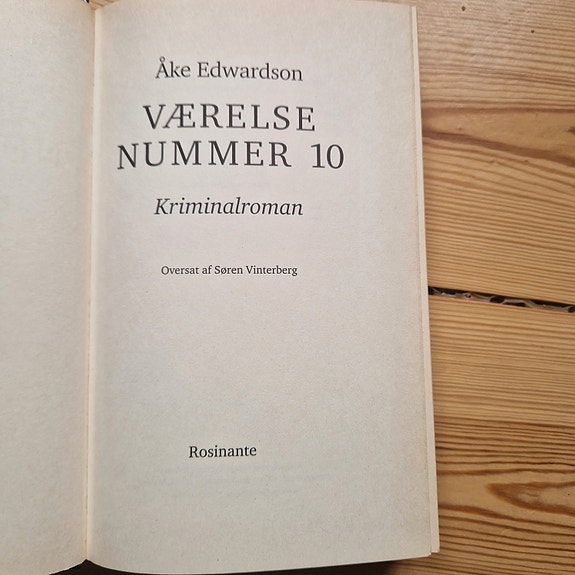 Åke Edwardson
VÆRELSE
NUMMER 10
Kriminalroman
Oversat af Søren Vinterberg
Rosinante